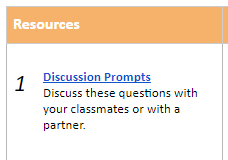 Resources
1 Discussion Prompts
Discuss these questions with
your classmates or with a
partner.